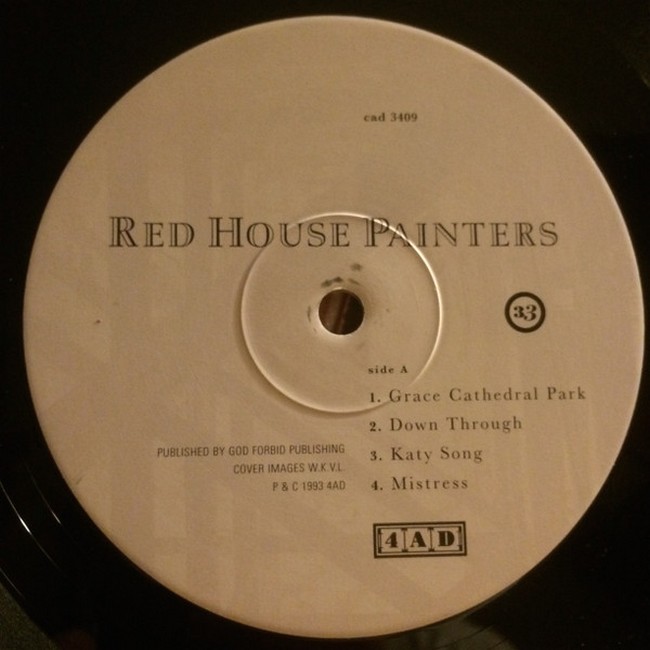 cad 3409
RED HOUSE PAINTERS
33
side A
1. Grace Cathedral Park
2. Down Through
3. Katy Song
4. Mistress
PUBLISHED BY GOD FORBID PUBLISHING
COVER IMAGES W.K V.L.
P & C 1993 4AD
4AD